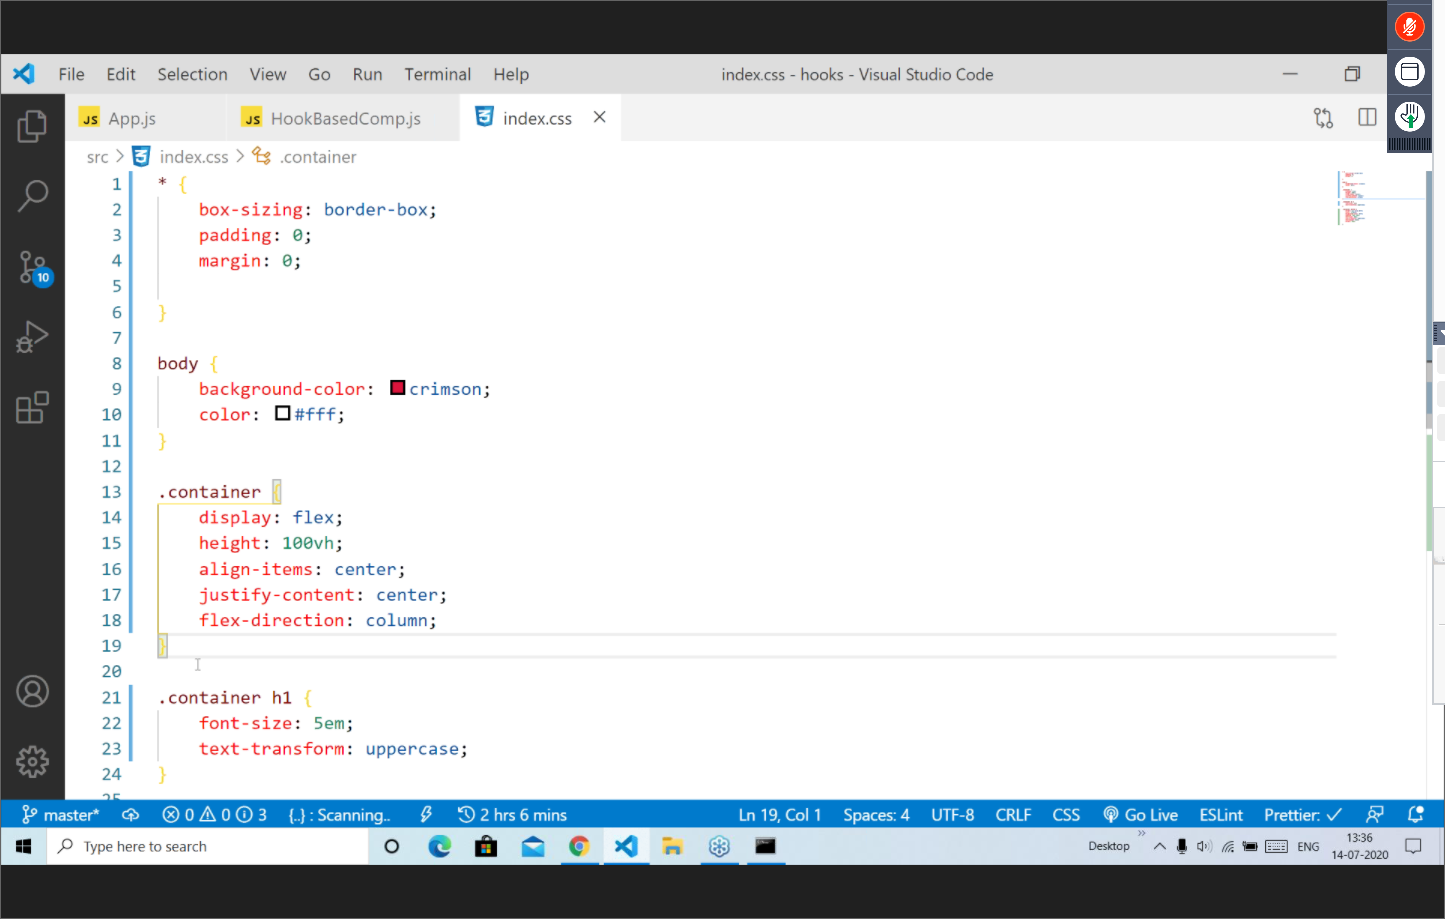 File Edit Selection View Go Run Terminal Help
index.css - hooks - Visual Studio Code
JS App.js
JS HookBasedComp.js
index.css
src > index.css > .container
1 * {
2 box-sizing: border-box;
3 padding: 0;
4 margin: 0;
5
6 }
7
8 body {
9 background-color: crimson;
10 color: #fff;
11 }
12
13 .container {
14 display: flex;
15 height: 100vh;
16 align-items: center;
17 justify-content: center;
18 flex-direction: column;
19 }
20
21 .container h1 {
22 font-size: 5em;
23 text-transform: uppercase;
24 }
25
10
master* 0 0 3 {..} : Scanning.. 2 hrs 6 mins Ln 19, Col 1 Spaces: 4 UTF-8 CRLF CSS Go Live ESLint Prettier: ✓
Type here to search
Desktop » ENG
13:36
14-07-2020